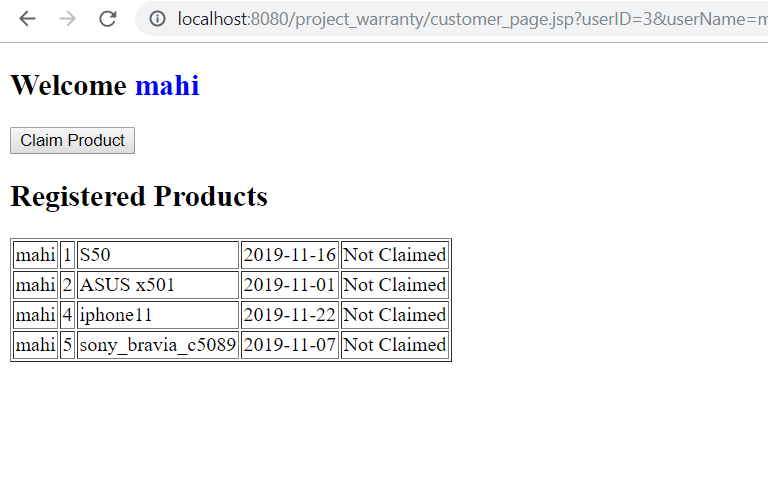 localhost:8080/project_warranty/customer_page.jsp?userID=3&userName=m
Welcome mahi
Claim Product
Registered Products
mahi 1 S50 2019-11-16 Not Claimed
mahi 2 ASUS x501 2019-11-01 Not Claimed
mahi 4 iphone11 2019-11-22 Not Claimed
mahi 5 sony_bravia_c5089 2019-11-07 Not Claimed